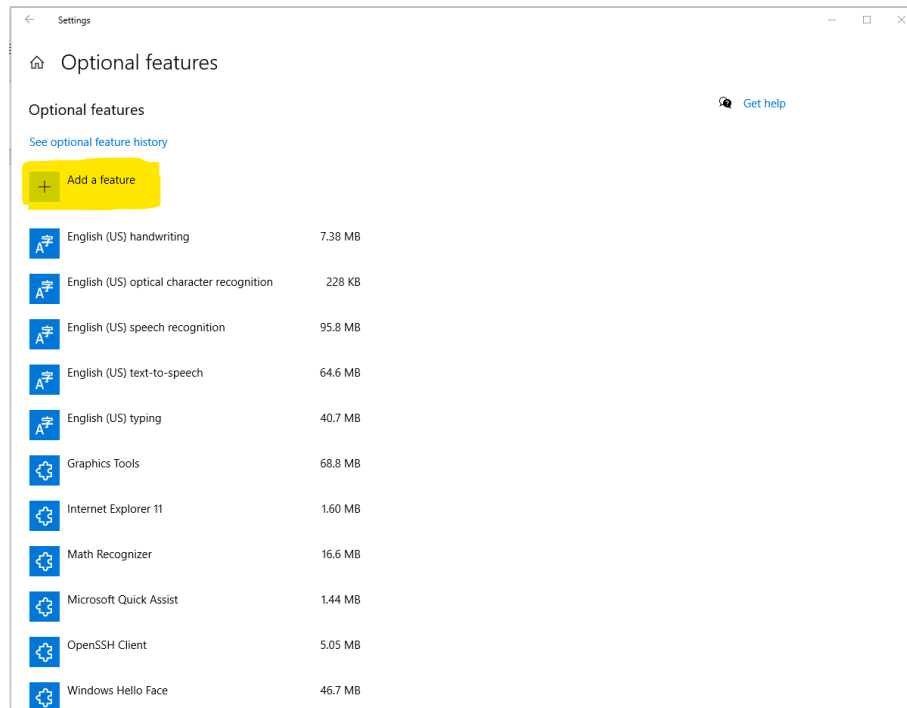 Settings
Optional features
Optional features
Get help
See optional feature history
Add a feature
English (US) handwriting 7.38 MB
English (US) optical character recognition 228 KB
English (US) speech recognition 95.8 MB
English (US) text-to-speech 64.6 MB
English (US) typing 40.7 MB
Graphics Tools 68.8 MB
Internet Explorer 11 1.60 MB
Math Recognizer 16.6 MB
Microsoft Quick Assist 1.44 MB
OpenSSH Client 5.05 MB
Windows Hello Face 46.7 MB